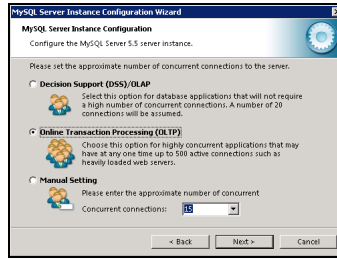 MySQL Server Instance Configuration Wizard
MySQL Server Instance Configuration
Configure the MySQL Server 5.5 server instance.
Please set the approximate number of concurrent connections to the server.
Decision Support (DSS)/OLAP
Select this option for database applications that will not require
a high number of concurrent connections. A number of 20
connections will be assumed.
Online Transaction Processing (OLTP)
Choose this option for highly concurrent applications that may
have at any one time up to 500 active connections such as
heavily loaded web servers.
Manual Setting
Please enter the approximate number of concurrent
Concurrent connections: 15
< Back Next > Cancel